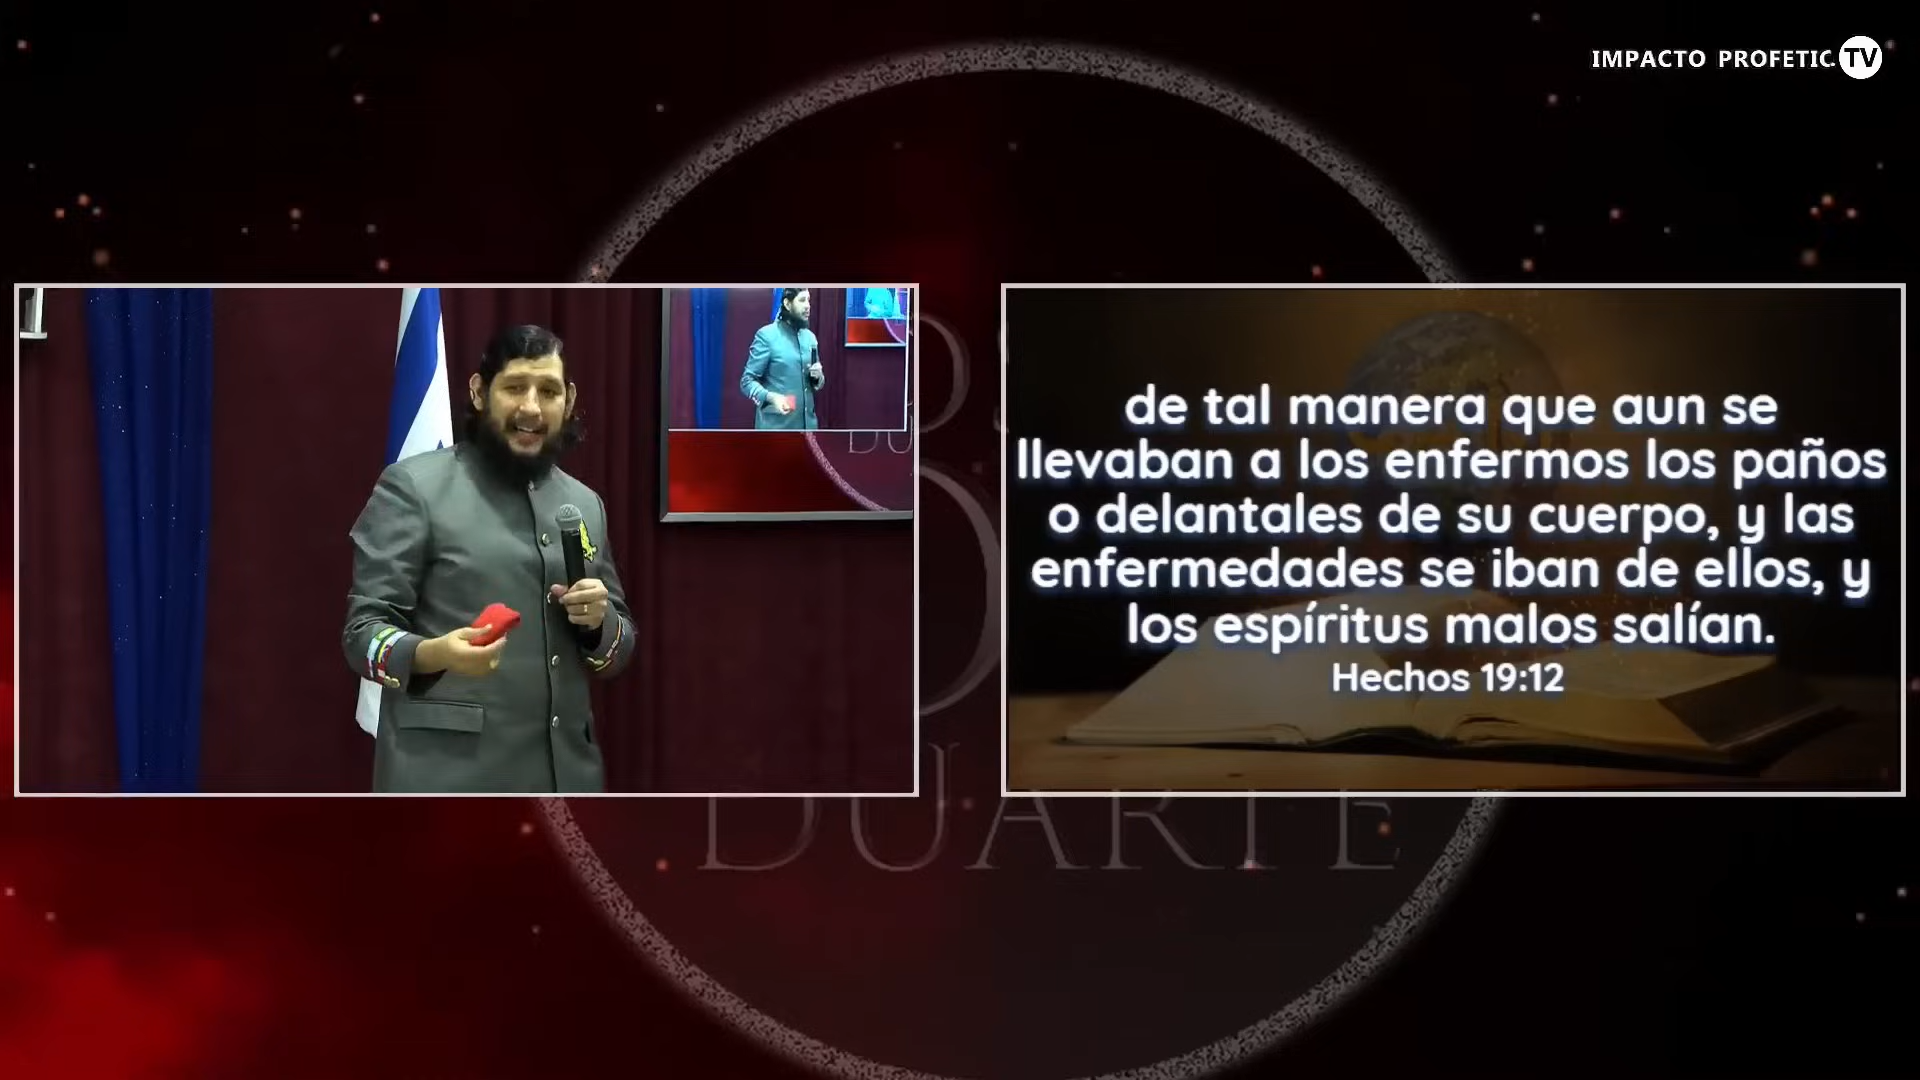 IMPACTO PROFETIC TV
de tal manera que aun se
llevaban a los enfermos los paños
o delantales de su cuerpo, y las
enfermedades se iban de ellos, y
los espíritus malos salían.
Hechos 19:12
DUARTE